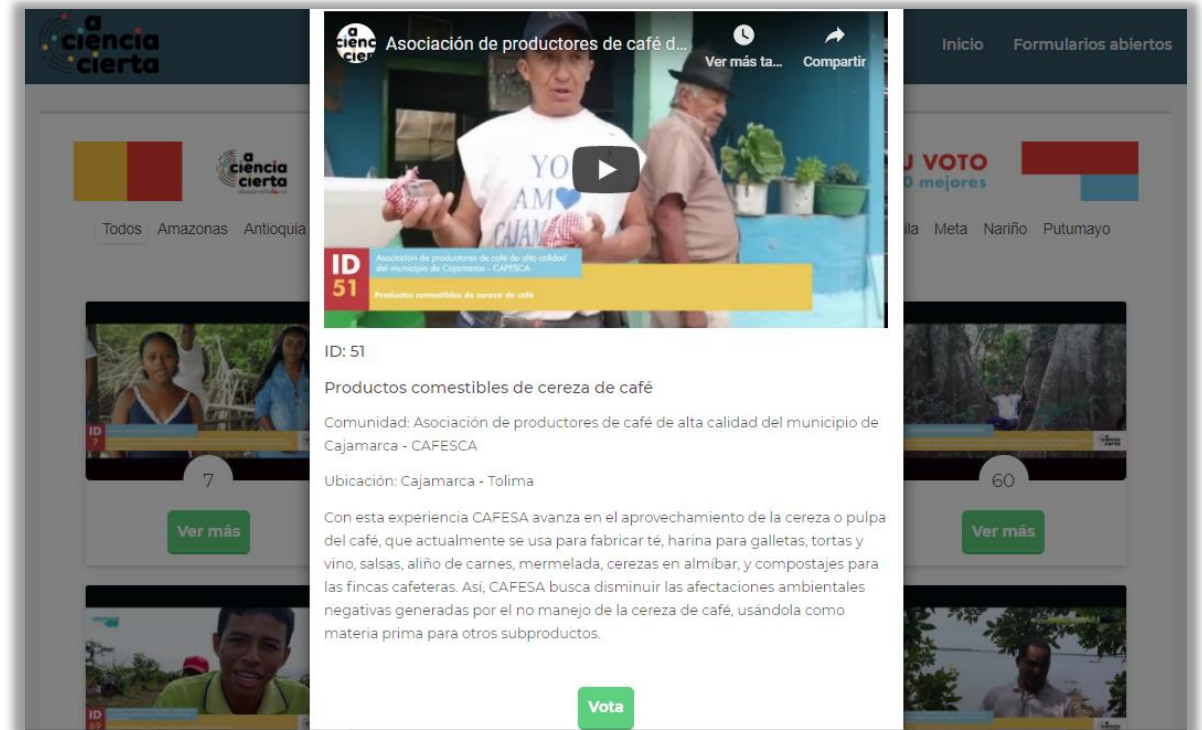 a
ciencia
cierta
Inicio Formularios abiertos
a
ciencia
cierta
U VOTO
0 mejores
Todos Amazonas Antioquia
ila Meta Nariño Putumayo
Asociación de productores de café d...
Ver más ta...
Compartir
YO
AM
CAJAM
ID
51
Asociación de productores de café de alta calidad
del municipio de Cajamarca - CAFESCA
Productos comestibles de cereza de café
ID: 51
Productos comestibles de cereza de café
Comunidad: Asociación de productores de café de alta calidad del municipio de
Cajamarca - CAFESCA
Ubicación: Cajamarca - Tolima
Con esta experiencia CAFESA avanza en el aprovechamiento de la cereza o pulpa
del café, que actualmente se usa para fabricar té, harina para galletas, tortas y
vino, salsas, aliño de carnes, mermelada, cerezas en almíbar, y compostajes para
las fincas cafeteras. Así, CAFESA busca disminuir las afectaciones ambientales
negativas generadas por el no manejo de la cereza de café, usándola como
materia prima para otros subproductos.
Vota
ID
7
7
Ver más
60
Ver más
ID
69